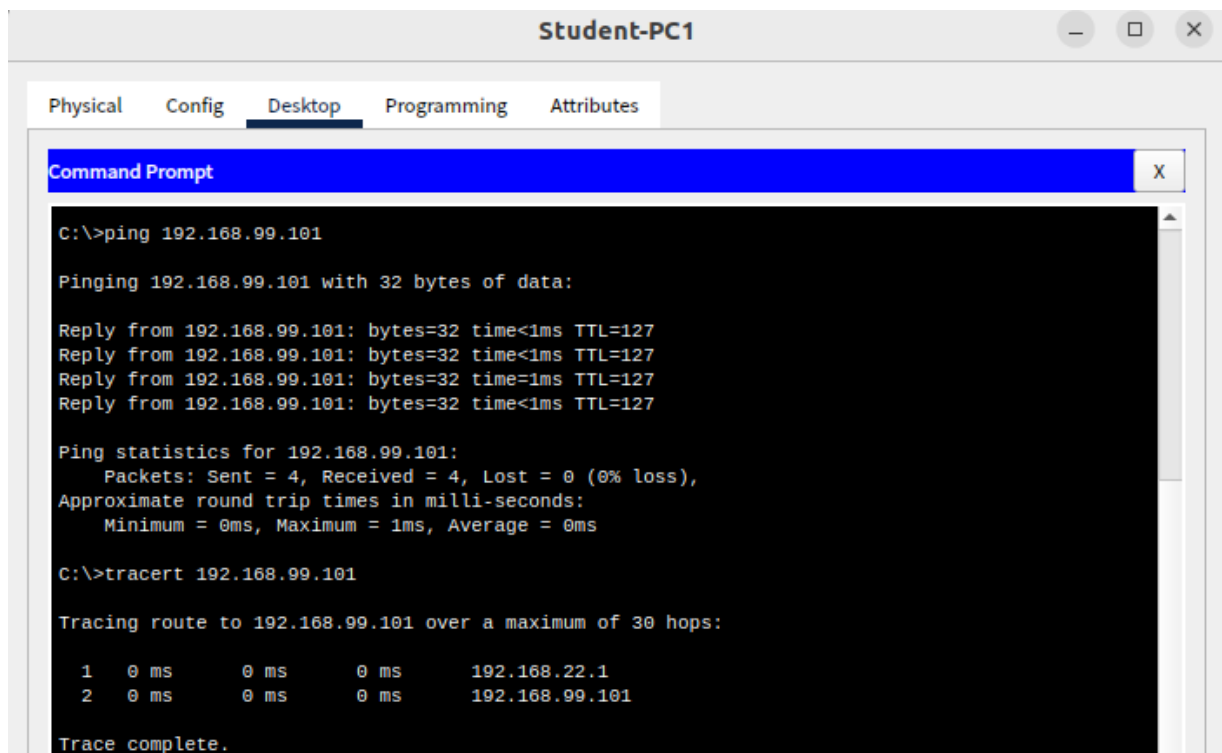 Student-PC1
Physical Config Desktop Programming Attributes
Command Prompt
X
C:\>ping 192.168.99.101
Pinging 192.168.99.101 with 32 bytes of data:
Reply from 192.168.99.101: bytes=32 time<1ms TTL=127
Reply from 192.168.99.101: bytes=32 time<1ms TTL=127
Reply from 192.168.99.101: bytes=32 time=1ms TTL=127
Reply from 192.168.99.101: bytes=32 time<1ms TTL=127
Ping statistics for 192.168.99.101:
    Packets: Sent = 4, Received = 4, Lost = 0 (0% loss),
Approximate round trip times in milli-seconds:
    Minimum = 0ms, Maximum = 1ms, Average = 0ms
C:\>tracert 192.168.99.101
Tracing route to 192.168.99.101 over a maximum of 30 hops:
  1   0 ms      0 ms      0 ms      192.168.22.1
  2   0 ms      0 ms      0 ms      192.168.99.101
Trace complete.